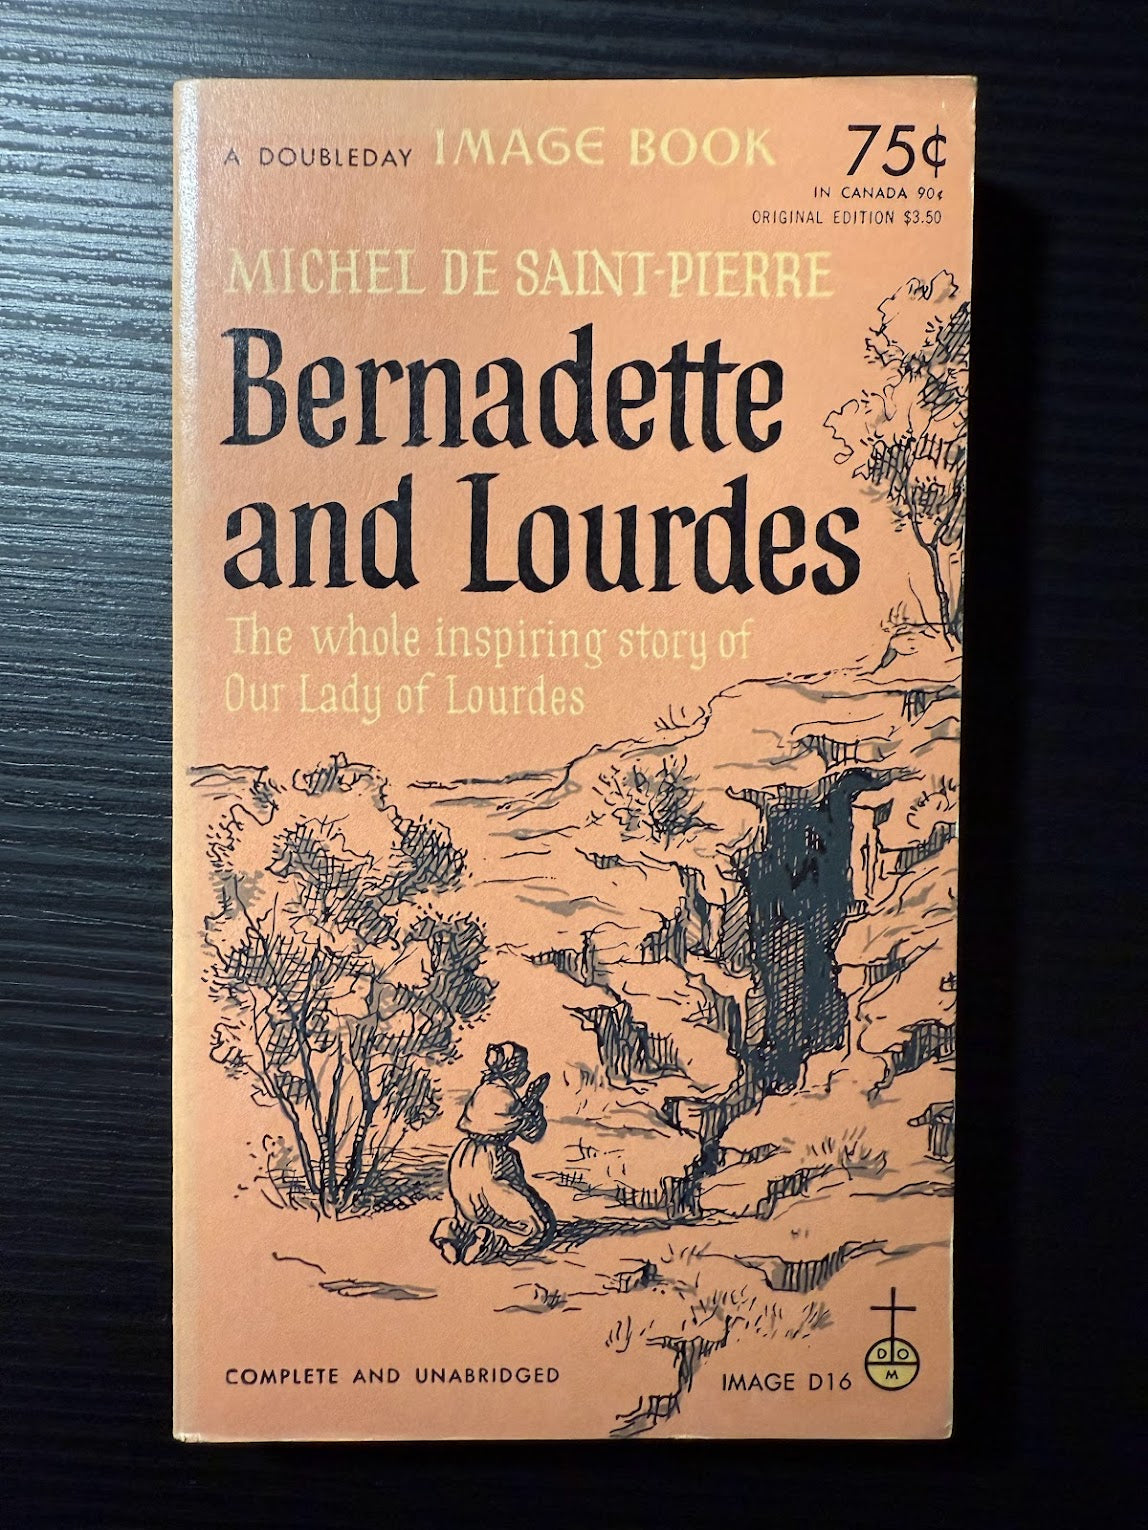 A DOUBLEDAY IMAGE BOOK
75¢
IN CANADA 90¢
ORIGINAL EDITION $3.50
MICHEL DE SAINT-PIERRE
Bernadette
and Lourdes
The whole inspiring story of
Our Lady of Lourdes
COMPLETE AND UNABRIDGED
IMAGE D16
D O
M